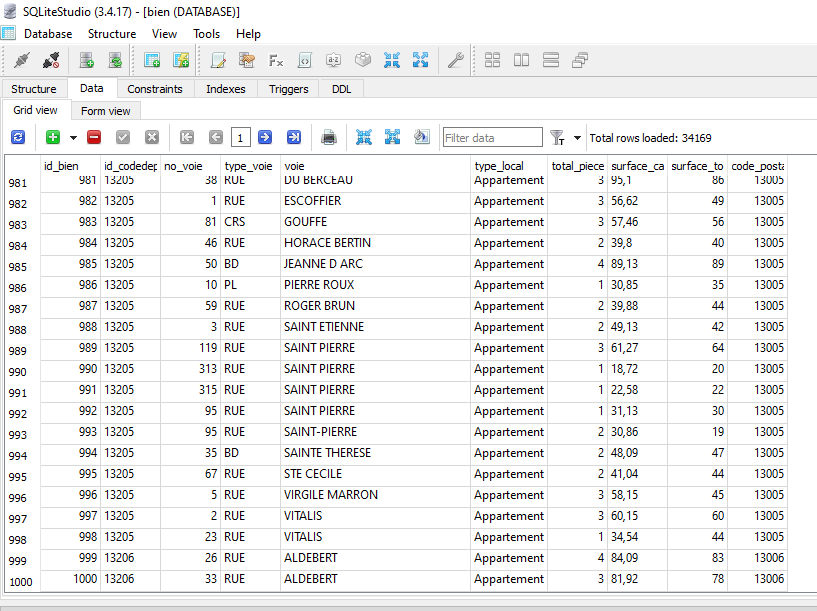 SQLiteStudio (3.4.17) - [bien (DATABASE)]
Database Structure View Tools Help
Structure Data Constraints Indexes Triggers DDL
Grid view Form view
1 Filter data Total rows loaded: 34169
id_bien id_codedep no_voie type_voie voie type_local total_piece surface_ca surface_to code_posta
981 981 13205 38 RUE DU BERCEAU Appartement 3 95,1 86 13005
982 982 13205 1 RUE ESCOFFIER Appartement 3 56,62 49 13005
983 983 13205 81 CRS GOUFFE Appartement 3 57,46 56 13005
984 984 13205 46 RUE HORACE BERTIN Appartement 2 39,8 40 13005
985 985 13205 50 BD JEANNE D ARC Appartement 4 89,13 89 13005
986 986 13205 10 PL PIERRE ROUX Appartement 1 30,85 35 13005
987 987 13205 59 RUE ROGER BRUN Appartement 2 39,88 44 13005
988 988 13205 3 RUE SAINT ETIENNE Appartement 2 49,13 42 13005
989 989 13205 119 RUE SAINT PIERRE Appartement 3 61,27 64 13005
990 990 13205 313 RUE SAINT PIERRE Appartement 1 18,72 20 13005
991 991 13205 315 RUE SAINT PIERRE Appartement 1 22,58 22 13005
992 992 13205 95 RUE SAINT PIERRE Appartement 1 31,13 30 13005
993 993 13205 95 RUE SAINT-PIERRE Appartement 2 30,86 19 13005
994 994 13205 35 BD SAINTE THERESE Appartement 2 48,09 47 13005
995 995 13205 67 RUE STE CECILE Appartement 2 41,04 44 13005
996 996 13205 5 RUE VIRGILE MARRON Appartement 3 58,15 45 13005
997 997 13205 2 RUE VITALIS Appartement 3 60,15 60 13005
998 998 13205 23 RUE VITALIS Appartement 1 34,54 44 13005
999 999 13206 26 RUE ALDEBERT Appartement 4 84,09 83 13006
1000 1000 13206 33 RUE ALDEBERT Appartement 3 81,92 78 13006